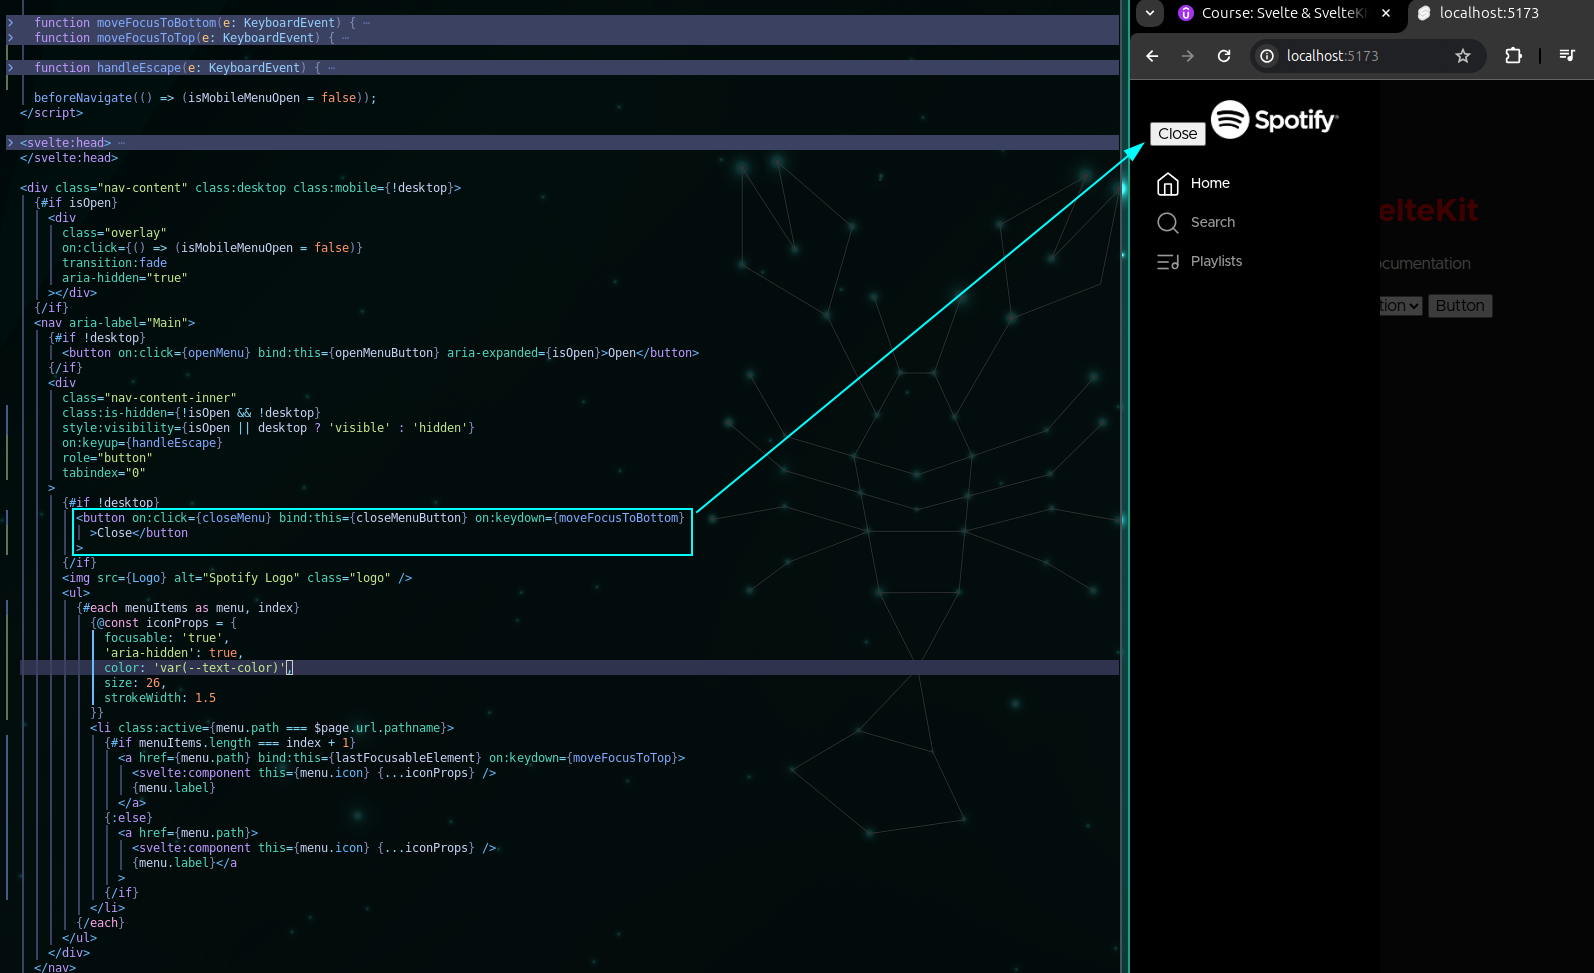 function moveFocusToBottom(e: KeyboardEvent) { ⋯
function moveFocusToTop(e: KeyboardEvent) { ⋯
function handleEscape(e: KeyboardEvent) { ⋯
beforeNavigate(() => (isMobileMenuOpen = false));
</script>
<svelte:head> ⋯
</svelte:head>
<div class="nav-content" class:desktop class:mobile={!desktop}>
{#if isOpen}
<div
class="overlay"
on:click={() => (isMobileMenuOpen = false)}
transition:fade
aria-hidden="true"
></div>
{/if}
<nav aria-label="Main">
{#if !desktop}
<button on:click={openMenu} bind:this={openMenuButton} aria-expanded={isOpen}>Open</button>
{/if}
<div
class="nav-content-inner"
class:is-hidden={!isOpen && !desktop}
style:visibility={isOpen || desktop ? 'visible' : 'hidden'}
on:keyup={handleEscape}
role="button"
tabindex="0"
>
{#if !desktop}
<button on:click={closeMenu} bind:this={closeMenuButton} on:keydown={moveFocusToBottom}
>Close</button
>
{/if}
<img src={Logo} alt="Spotify Logo" class="logo" />
<ul>
{#each menuItems as menu, index}
{@const iconProps = {
focusable: 'true',
'aria-hidden': true,
color: 'var(--text-color)',
size: 26,
strokeWidth: 1.5
}}
<li class:active={menu.path === $page.url.pathname}>
{#if menuItems.length === index + 1}
<a href={menu.path} bind:this={lastFocusableElement} on:keydown={moveFocusToTop}>
<svelte:component this={menu.icon} {...iconProps} />
{menu.label}
</a>
{:else}
<a href={menu.path}>
<svelte:component this={menu.icon} {...iconProps} />
{menu.label}</a
>
{/if}
</li>
{/each}
</ul>
</div>
</nav>
Course: Svelte & SvelteKi
localhost:5173
localhost:5173
Close
Spotify
Home
Search
Playlists
elteKit
ocumentation
tion
Button